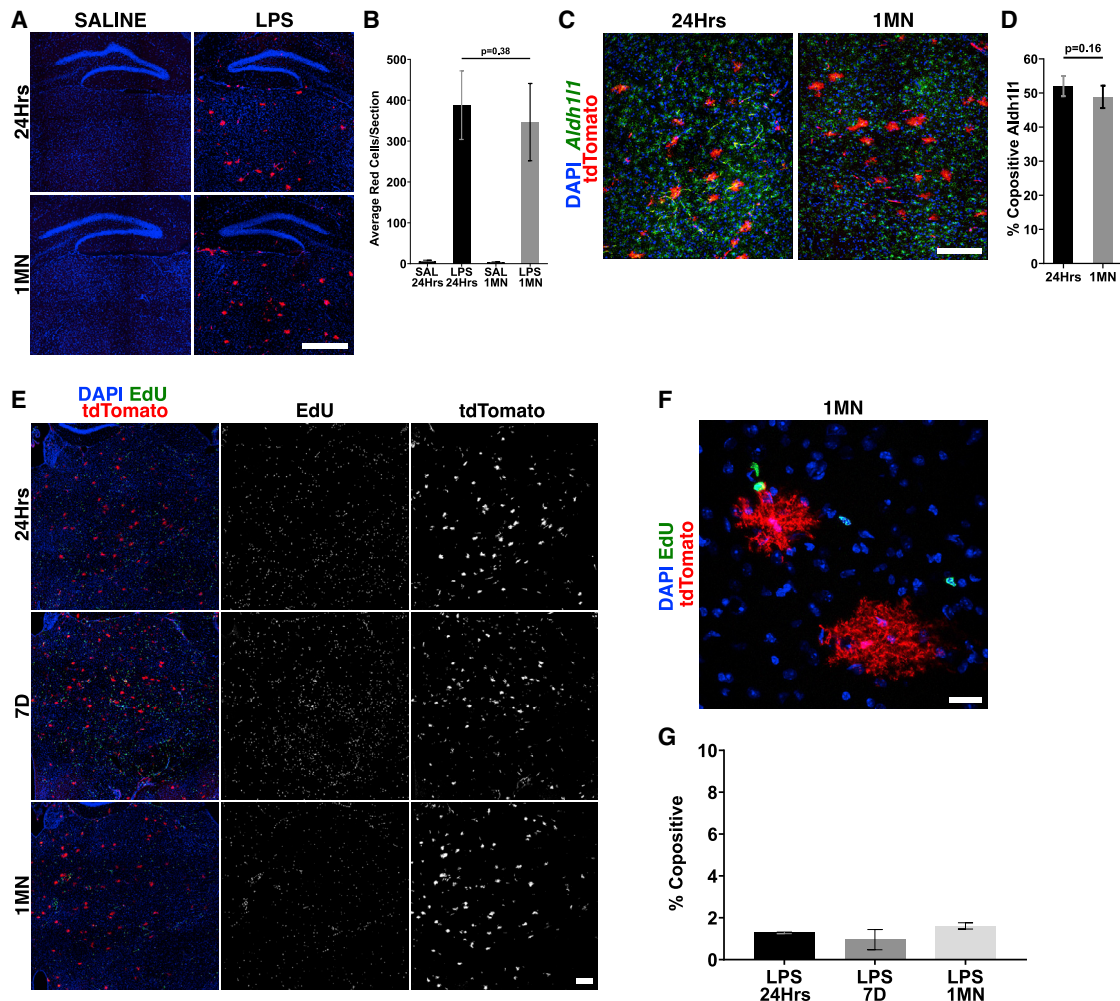 A
SALINE
LPS
24Hrs
1MN
B
p=0.38
Average Red Cells/Section
500
400
300
200
100
0
SAL
24Hrs
LPS
24Hrs
SAL
1MN
LPS
1MN
C
24Hrs
1MN
DAPI Aldh1l1
tdTomato
D
p=0.16
% Copositive Aldh1l1
60
50
40
30
20
10
0
24Hrs
1MN
E
DAPI EdU
tdTomato
EdU
tdTomato
24Hrs
7D
1MN
F
1MN
DAPI EdU
tdTomato
G
% Copositive
10
8
6
4
2
0
LPS
24Hrs
LPS
7D
LPS
1MN